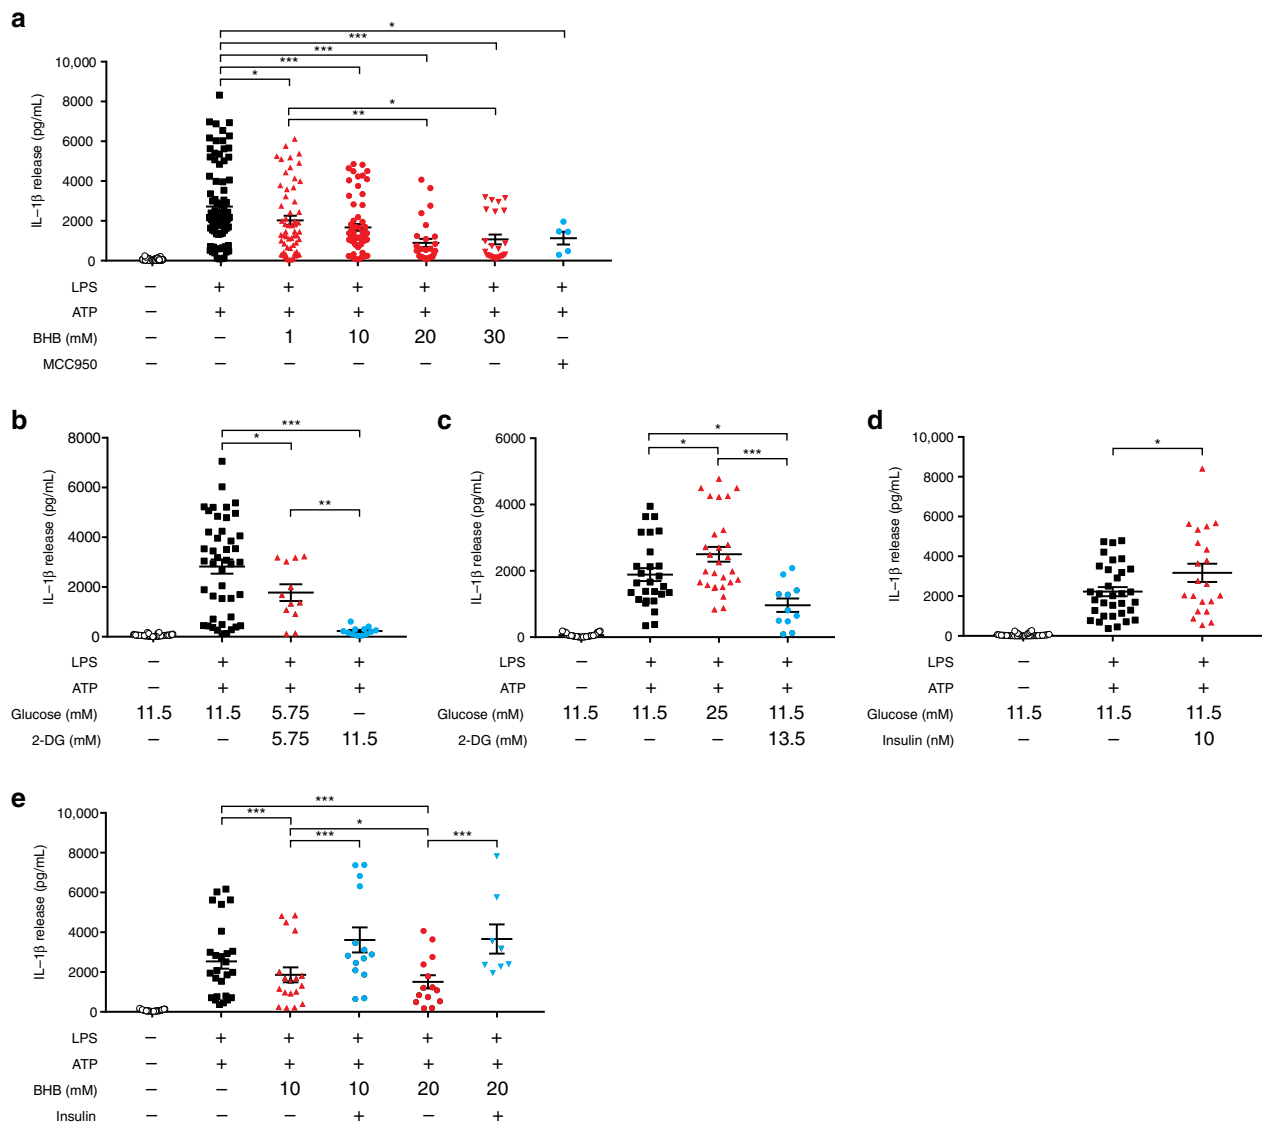 a
*
***
***
***
*
*
**
10,000
8000
6000
4000
2000
0
IL–1β release (pg/mL)
LPS – + + + + + +
ATP – + + + + + +
BHB (mM) – – 1 10 20 30 –
MCC950 – – – – – – +
b
***
*
**
8000
6000
4000
2000
0
IL–1β release (pg/mL)
LPS – + + +
ATP – + + +
Glucose (mM) 11.5 11.5 5.75 –
2-DG (mM) – – 5.75 11.5
c
*
*
***
6000
4000
2000
0
IL–1β release (pg/mL)
LPS – + + +
ATP – + + +
Glucose (mM) 11.5 11.5 25 11.5
2-DG (mM) – – – 13.5
d
*
10,000
8000
6000
4000
2000
0
IL–1β release (pg/mL)
LPS – + +
ATP – + +
Glucose (mM) 11.5 11.5 11.5
Insulin (nM) – – 10
e
***
***
*
***
***
10,000
8000
6000
4000
2000
0
IL–1β release (pg/mL)
LPS – + + + + +
ATP – + + + + +
BHB (mM) – – 10 10 20 20
Insulin – – – + – +